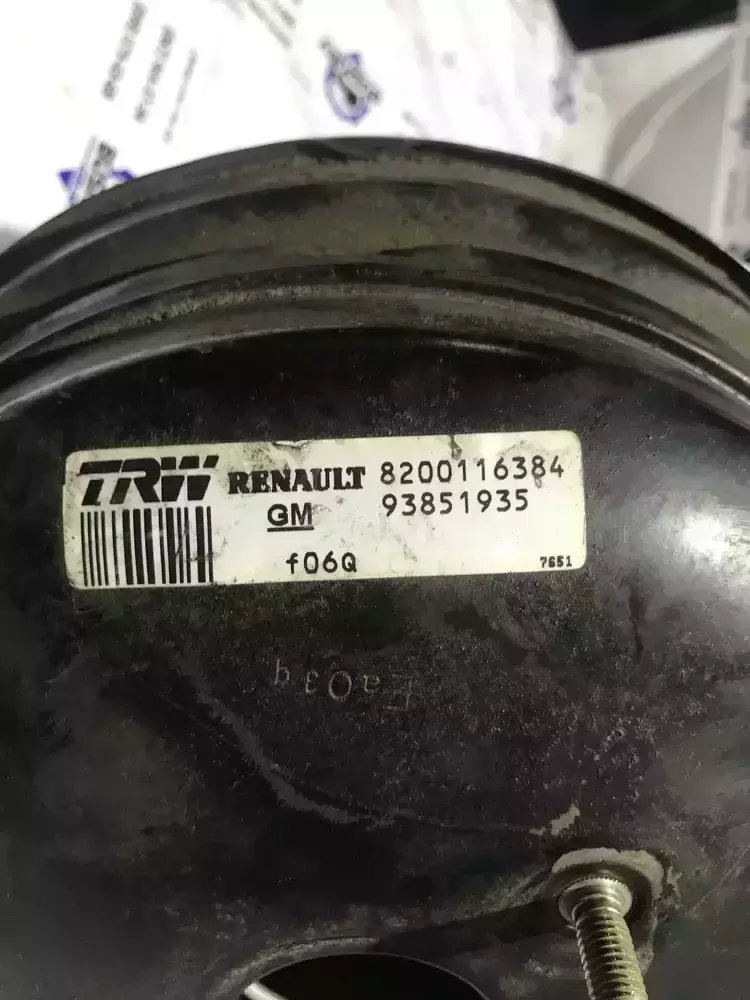 TRW RENAULT 8200116384
GM 93851935
f06Q 7651